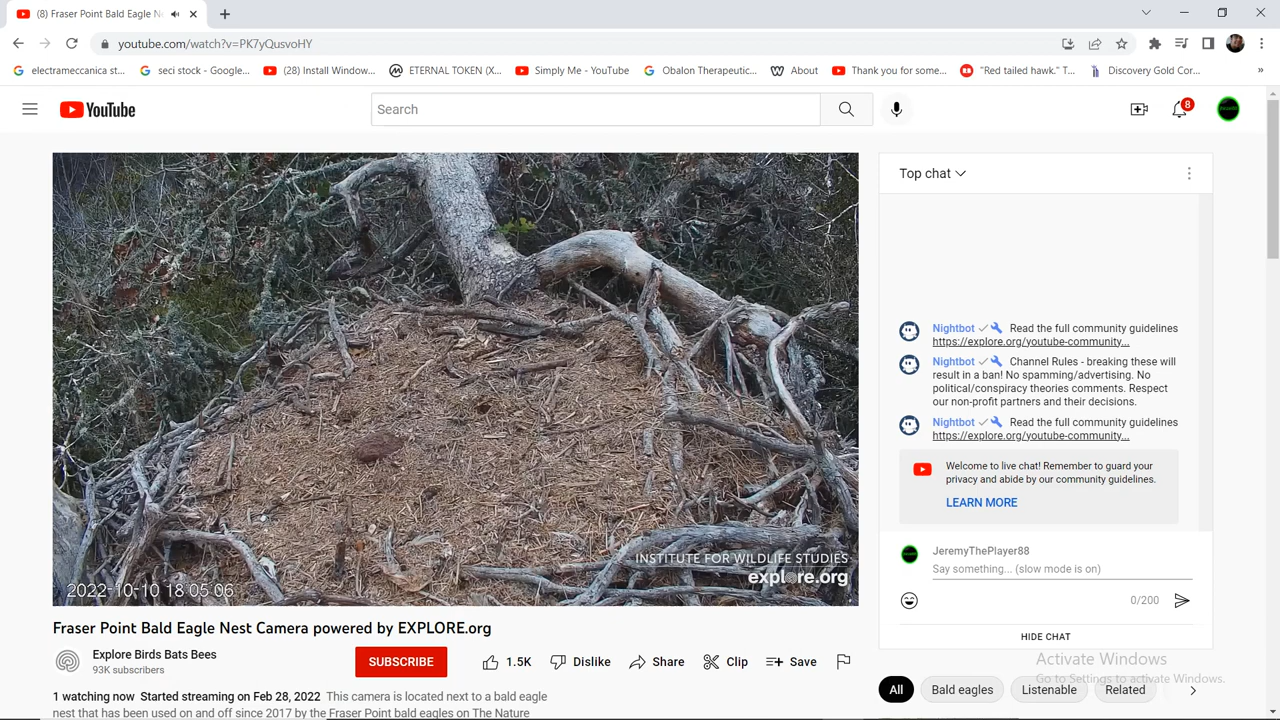 (8) Fraser Point Bald Eagle Ne
youtube.com/watch?v=PK7yQusvoHY
electrameccanica st...
seci stock - Google...
(28) Install Window...
ETERNAL TOKEN (X...
Simply Me - YouTube
Obalon Therapeutic...
About
Thank you for some...
"Red tailed hawk." T...
Discovery Gold Cor...
»
YouTube
Search
8
Top chat
Nightbot Read the full community guidelines
https://explore.org/youtube-community...
Nightbot Channel Rules - breaking these will
result in a ban! No spamming/advertising. No
political/conspiracy theories comments. Respect
our non-profit partners and their decisions.
Nightbot Read the full community guidelines
https://explore.org/youtube-community...
Welcome to live chat! Remember to guard your
privacy and abide by our community guidelines.
LEARN MORE
JeremyThePlayer88
Say something... (slow mode is on)
0/200
HIDE CHAT
INSTITUTE FOR WILDLIFE STUDIES
explore.org
2022-10-10 18:05:06
Fraser Point Bald Eagle Nest Camera powered by EXPLORE.org
Explore Birds Bats Bees
93K subscribers
SUBSCRIBE
1.5K
Dislike
Share
Clip
Save
1 watching now Started streaming on Feb 28, 2022 This camera is located next to a bald eagle
nest that has been used on and off since 2017 by the Fraser Point bald eagles on The Nature
Activate Windows
Go to Settings to activate Windows.
All
Bald eagles
Listenable
Related